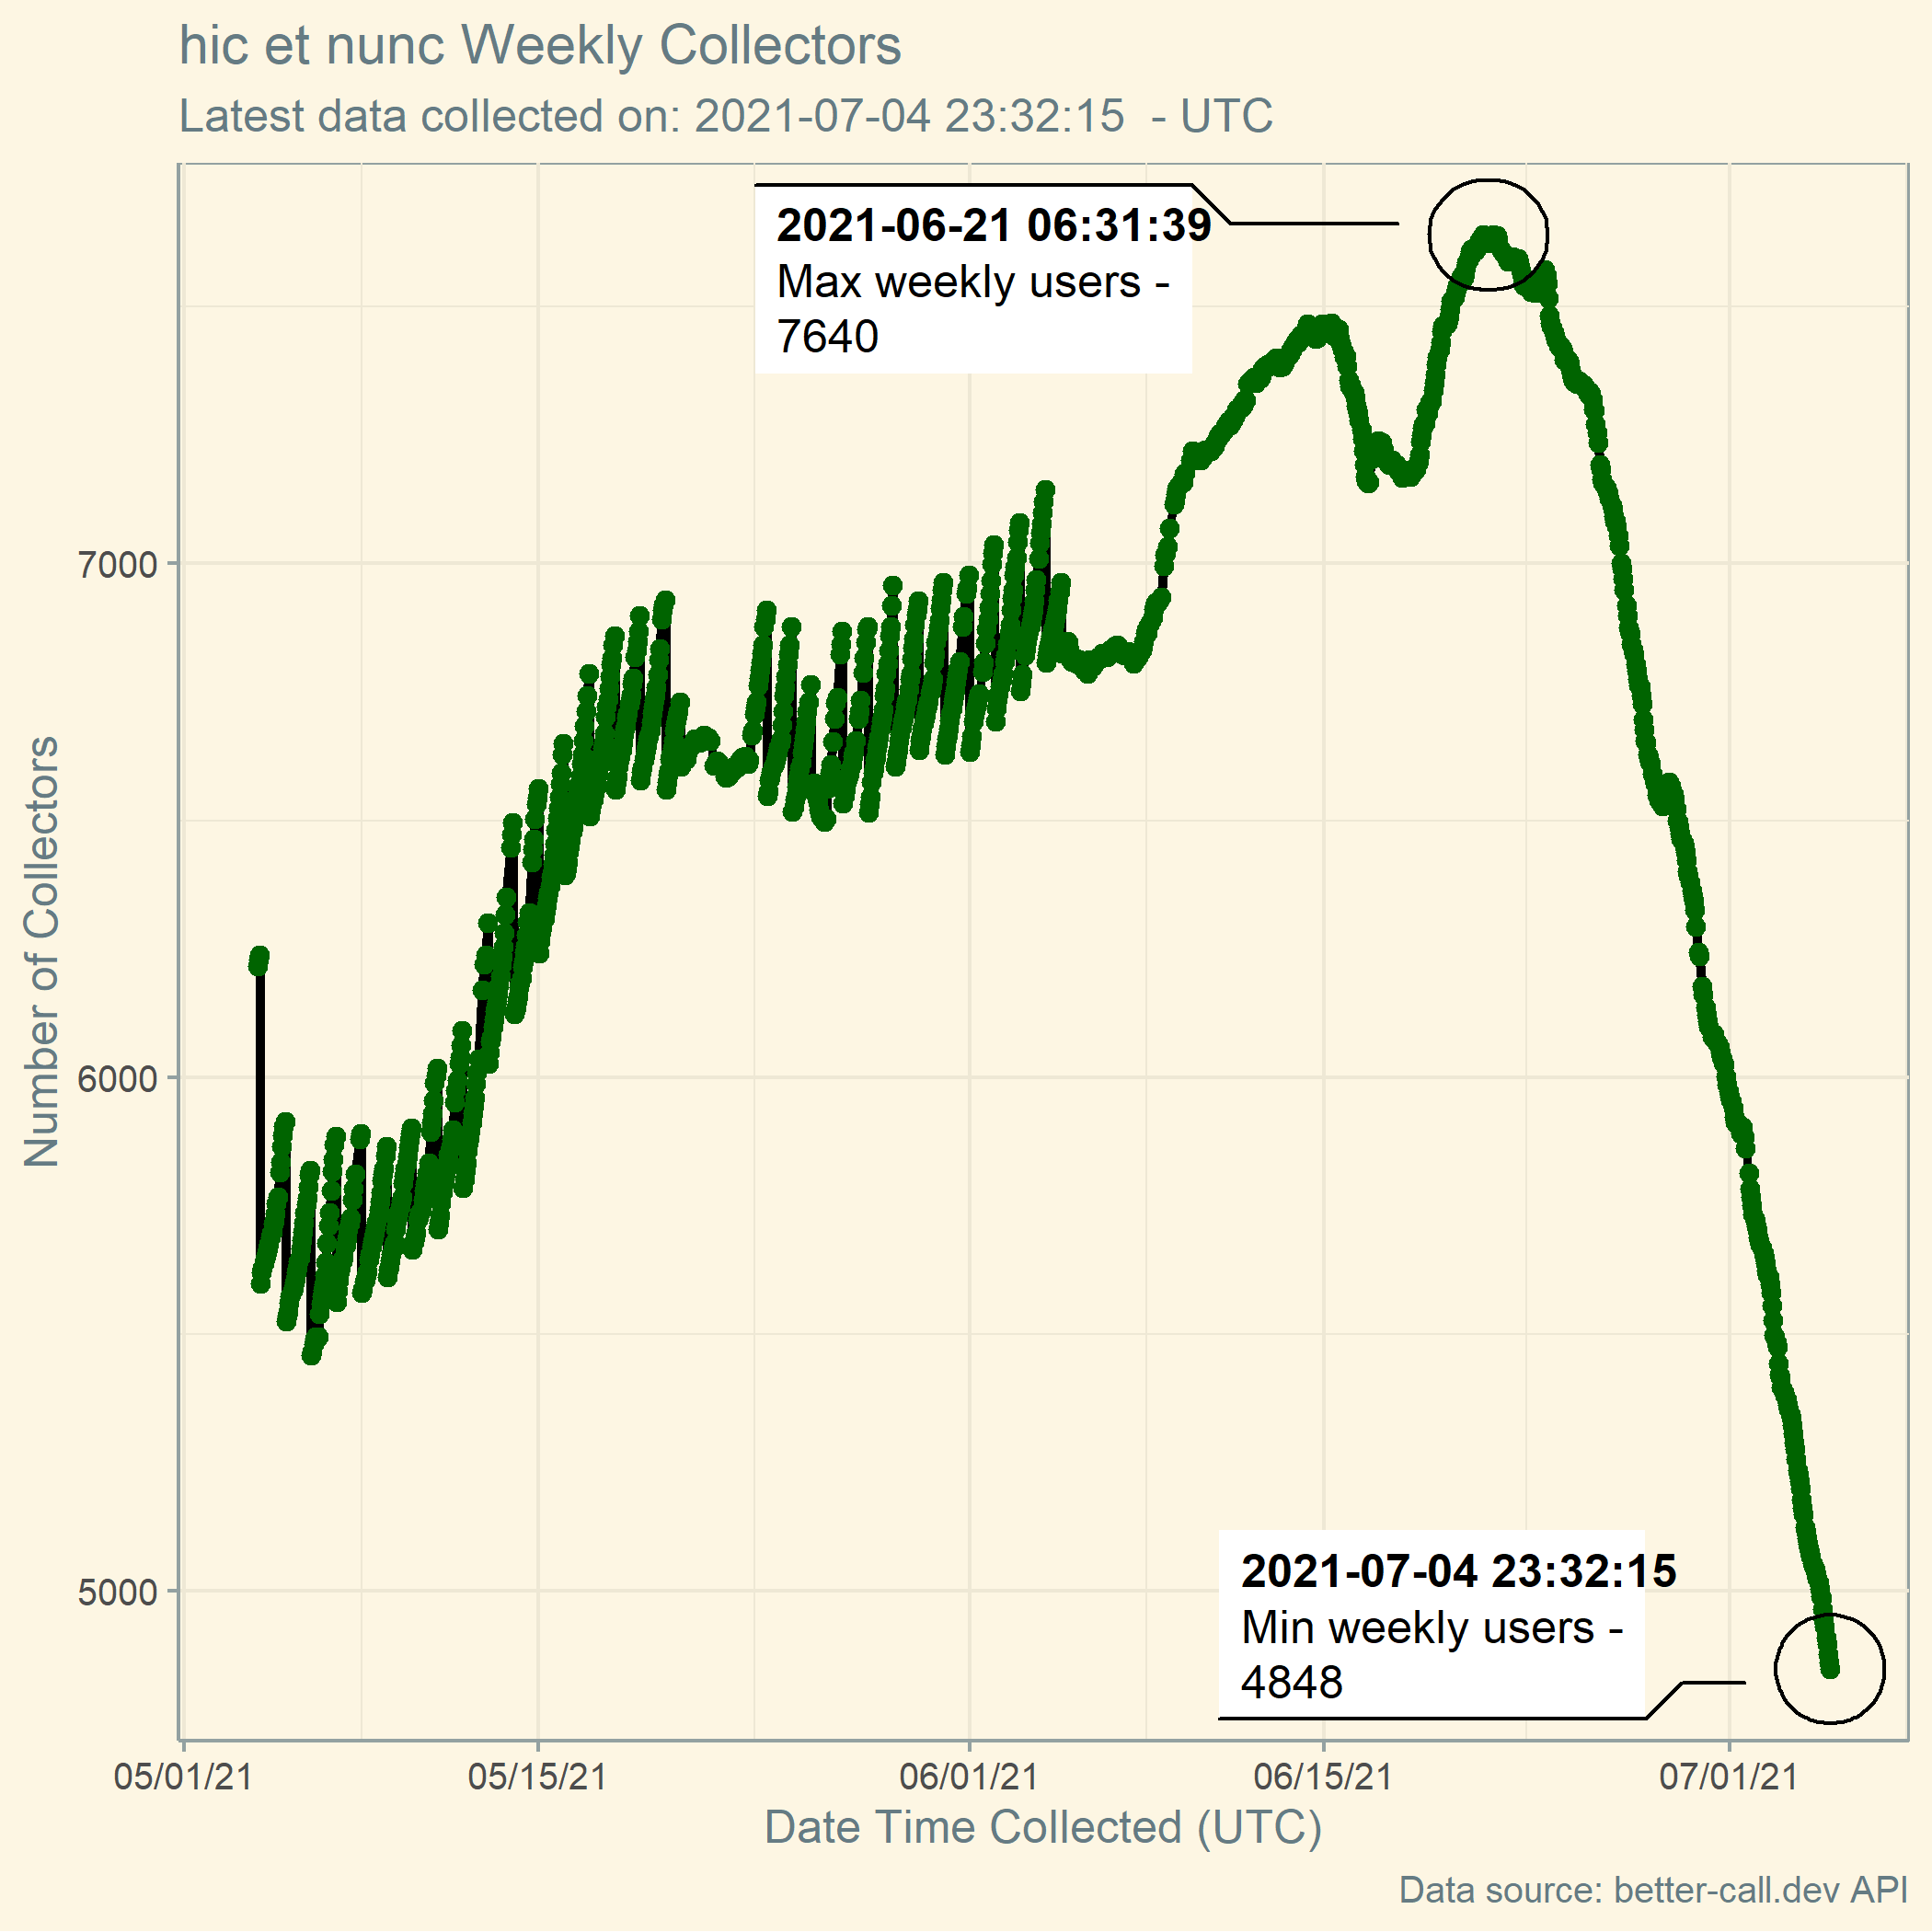 hic et nunc Weekly Collectors
Latest data collected on: 2021-07-04 23:32:15  - UTC
2021-06-21 06:31:39
Max weekly users -
7640
7000
6000
5000
Number of Collectors
2021-07-04 23:32:15
Min weekly users -
4848
05/01/21
05/15/21
06/01/21
06/15/21
07/01/21
Date Time Collected (UTC)
Data source: better-call.dev API